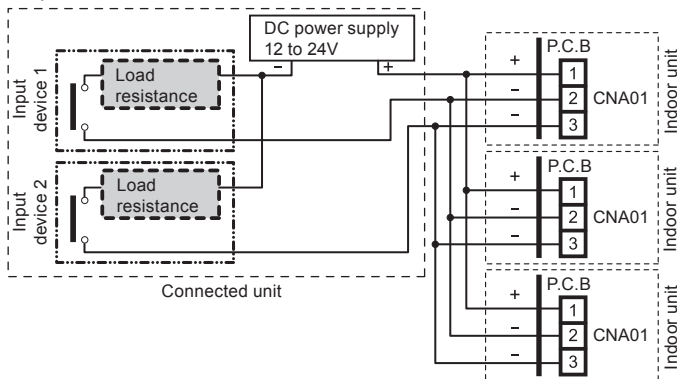 DC power supply
12 to 24V
- +
Input
device 1
Load
resistance
Input
device 2
Load
resistance
Connected unit
P.C.B
+ 1
- 2
- 3
CNA01
Indoor unit
P.C.B
+ 1
- 2
- 3
CNA01
Indoor unit
P.C.B
+ 1
- 2
- 3
CNA01
Indoor unit